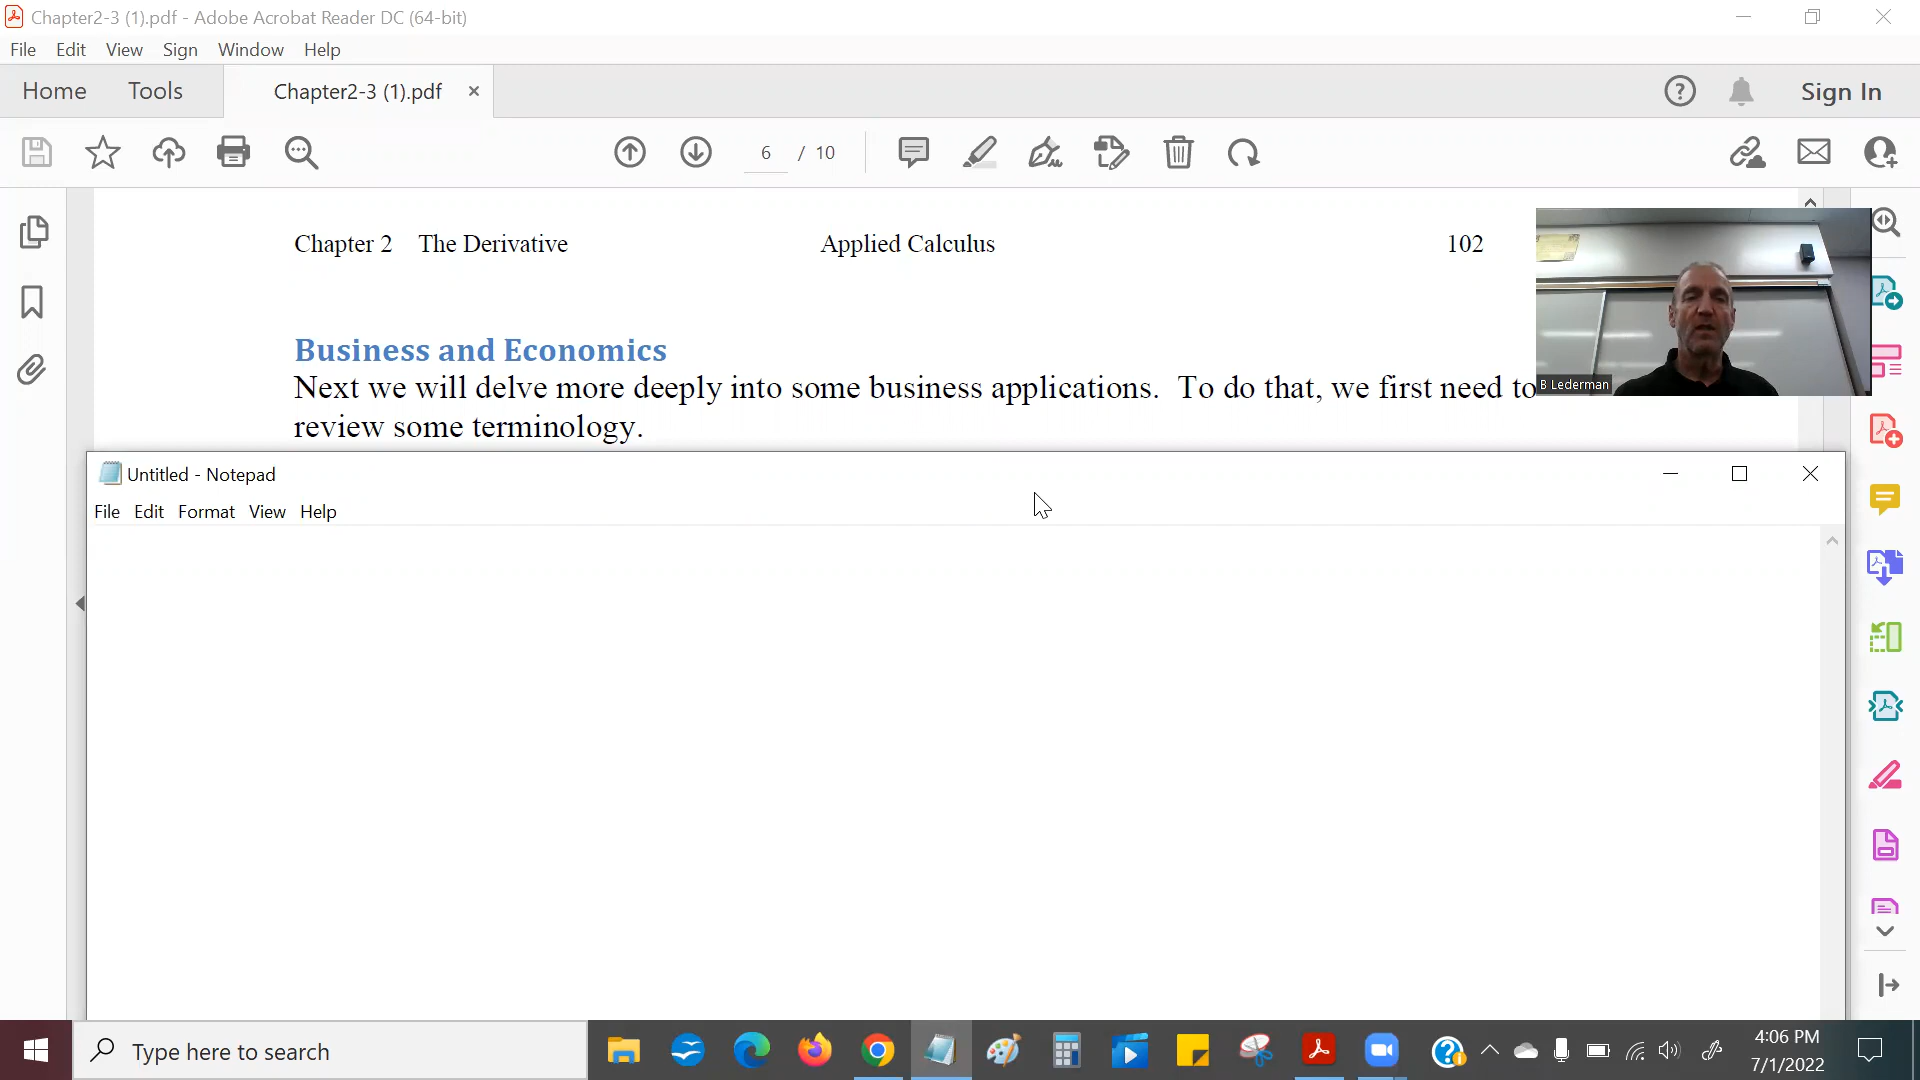 Chapter2-3 (1).pdf - Adobe Acrobat Reader DC (64-bit)
File Edit View Sign Window Help
Home Tools Chapter2-3 (1).pdf × Sign In
6 / 10
Chapter 2 The Derivative Applied Calculus 102
Business and Economics
Next we will delve more deeply into some business applications. To do that, we first need to
review some terminology.
B Lederman
Untitled - Notepad
File Edit Format View Help
Type here to search
4:06 PM
7/1/2022